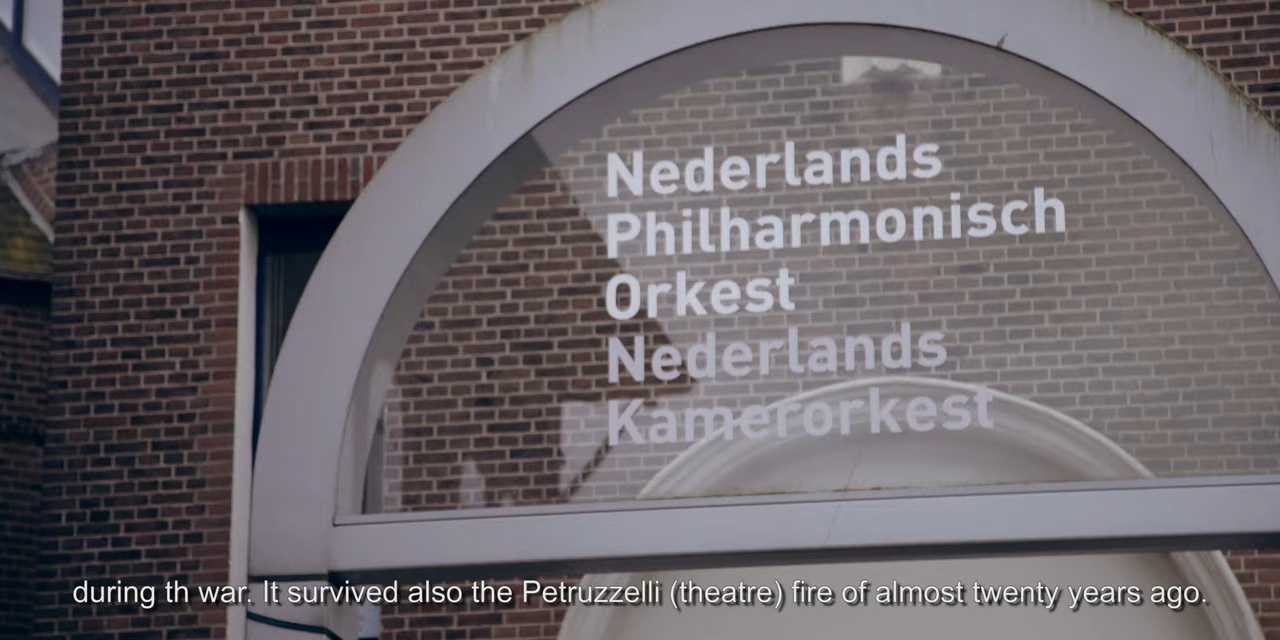 Nederlands
Philharmonisch
Orkest
Nederlands
Kamerorkest
during th war. It survived also the Petruzzelli (theatre) fire of almost twenty years ago.